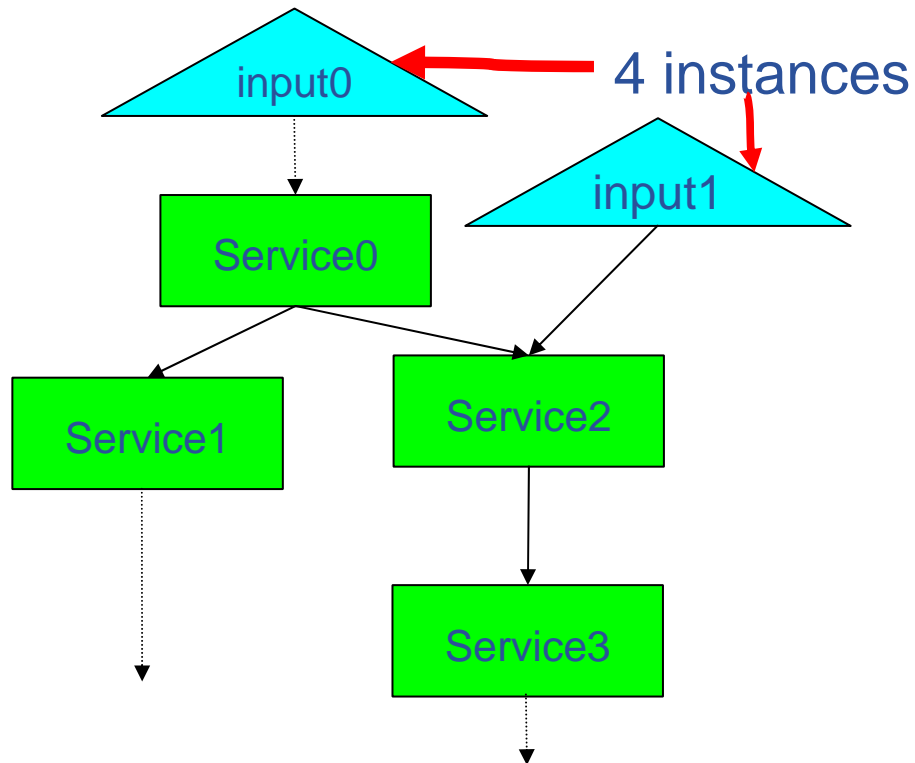 input0
4 instances
input1
Service0
Service2
Service1
Service3